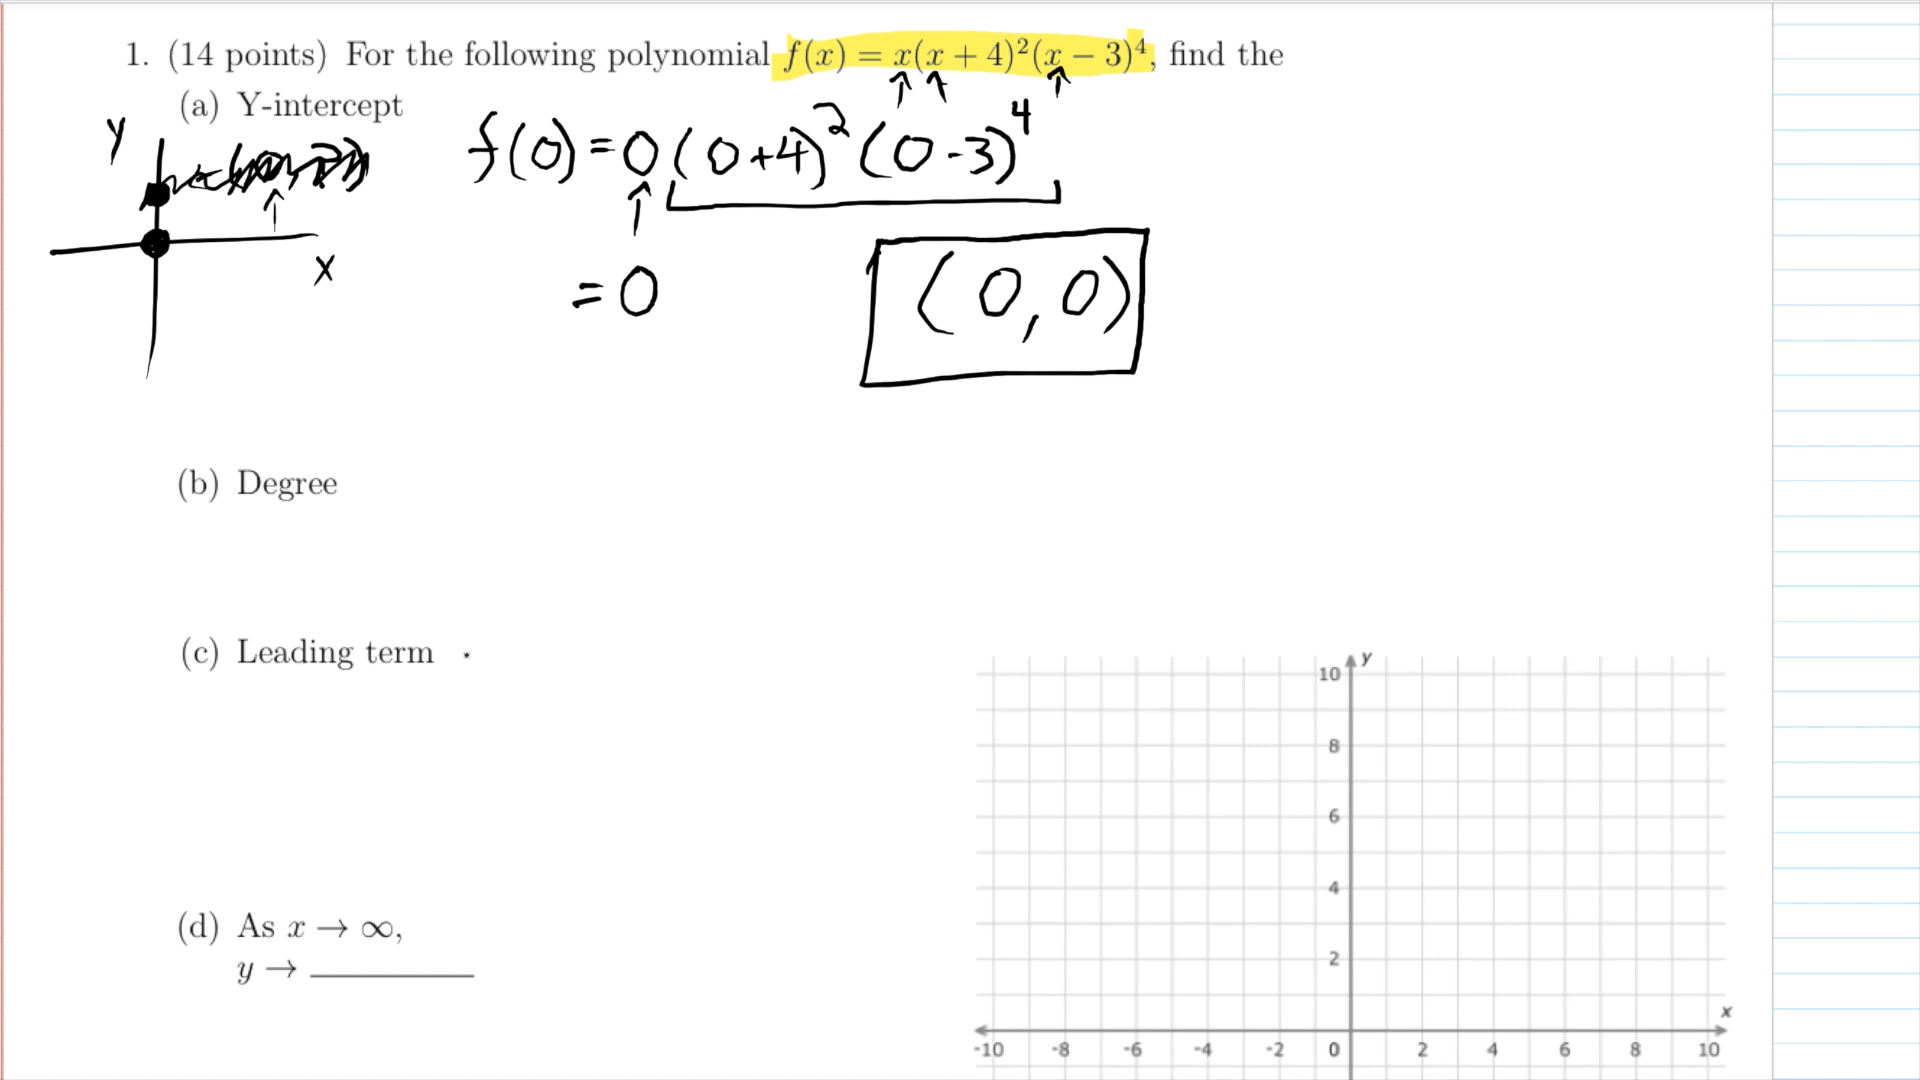 1. (14 points) For the following polynomial f(x) = x(x + 4)²(x − 3)⁴, find the
(a) Y-intercept
y
f(0) = 0(0+4)²(0-3)⁴
x
= 0
(0,0)
(b) Degree
(c) Leading term
y
10
8
6
4
2
x
-10 -8 -6 -4 -2 0 2 4 6 8 10
(d) As x → ∞,
y → ________